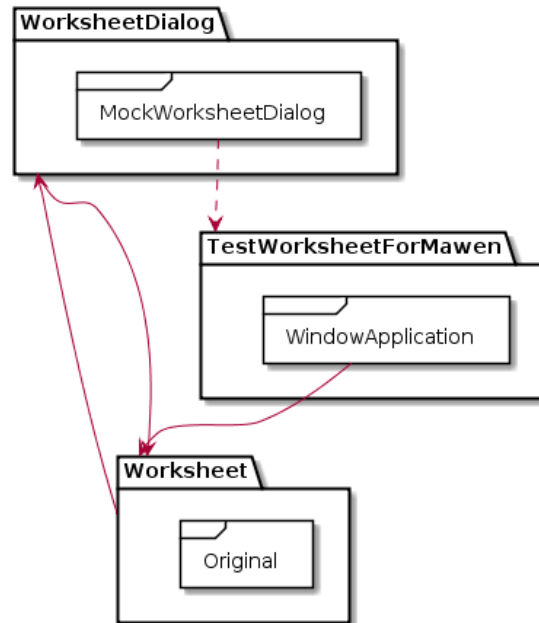 WorksheetDialog
MockWorksheetDialog
TestWorksheetForMawen
WindowApplication
Worksheet
Original